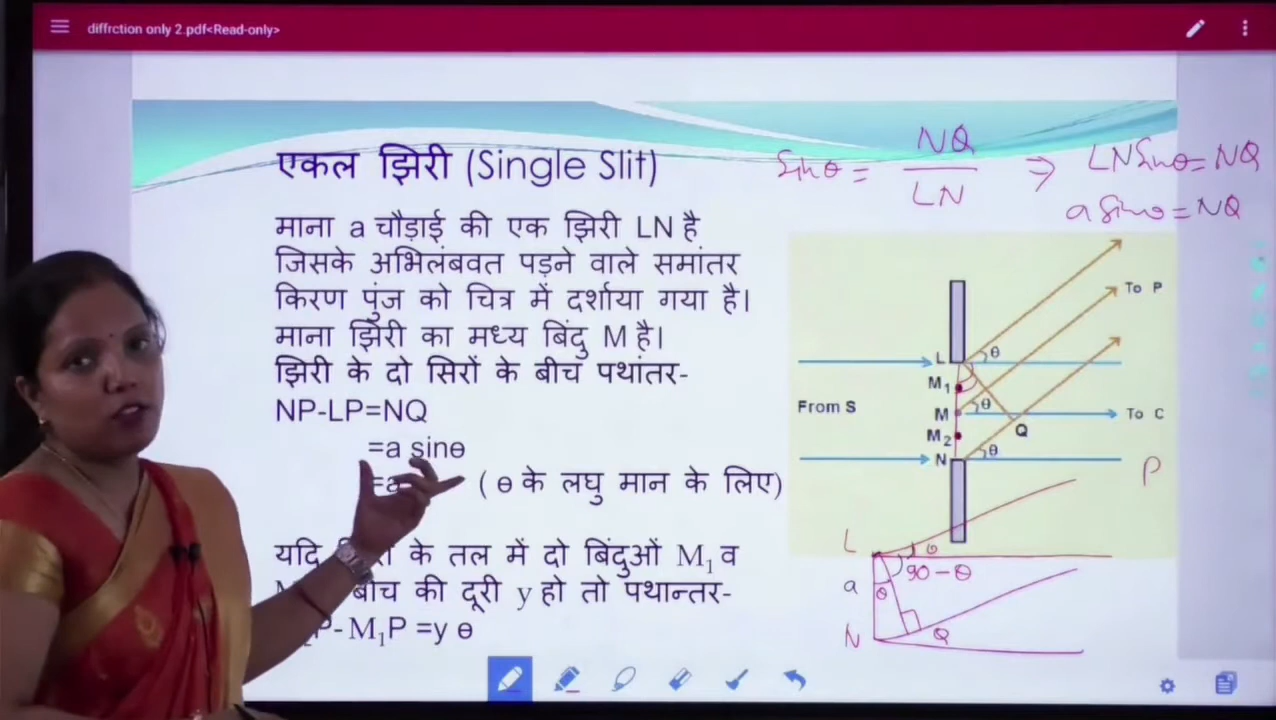 diffrction only 2.pdf<Read-only>
एकल झिरी (Single Slit)
माना a चौड़ाई की एक झिरी LN है
जिसके अभिलंबवत पड़ने वाले समांतर
किरण पुंज को चित्र में दर्शाया गया है।
माना झिरी का मध्य बिंदु M है।
झिरी के दो सिरों के बीच पथांतर-
NP-LP=NQ
=a sinθ
=a ( θ के लघु मान के लिए)
यदि के तल में दो बिंदुओं M₁ व
बीच की दूरी y हो तो पथान्तर-
P-M₁P =y θ
Sinθ = NQ / LN ⇒ LN Sinθ = NQ
a sinθ = NQ
To P
L θ
M₁
From S M θ To C
M₂ Q
N θ
P
L θ
90-θ
a θ
N Q